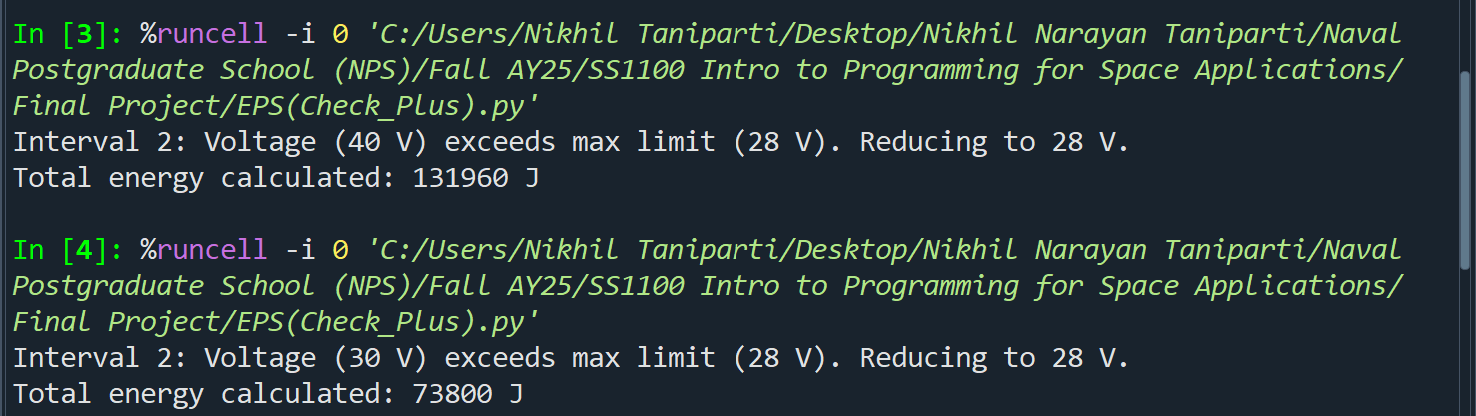 In [3]: %runcell -i 0 'C:/Users/Nikhil Taniparti/Desktop/Nikhil Narayan Taniparti/Naval
Postgraduate School (NPS)/Fall AY25/SS1100 Intro to Programming for Space Applications/
Final Project/EPS(Check_Plus).py'
Interval 2: Voltage (40 V) exceeds max limit (28 V). Reducing to 28 V.
Total energy calculated: 131960 J
In [4]: %runcell -i 0 'C:/Users/Nikhil Taniparti/Desktop/Nikhil Narayan Taniparti/Naval
Postgraduate School (NPS)/Fall AY25/SS1100 Intro to Programming for Space Applications/
Final Project/EPS(Check_Plus).py'
Interval 2: Voltage (30 V) exceeds max limit (28 V). Reducing to 28 V.
Total energy calculated: 73800 J